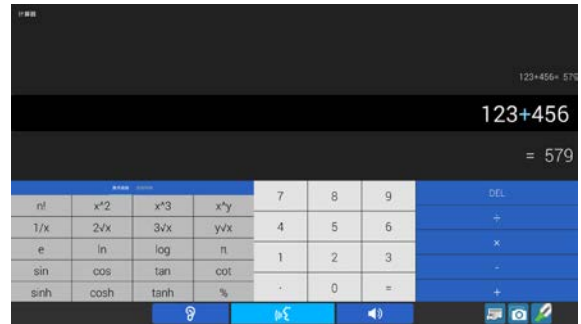 计算器
123+456= 579
123+456
= 579
n! x^2 x^3 x^y
1/x 2√x 3√x y√x
e ln log π
sin cos tan cot
sinh cosh tanh %
7 8 9
4 5 6
1 2 3
. 0 =
DEL
÷
×
-
+